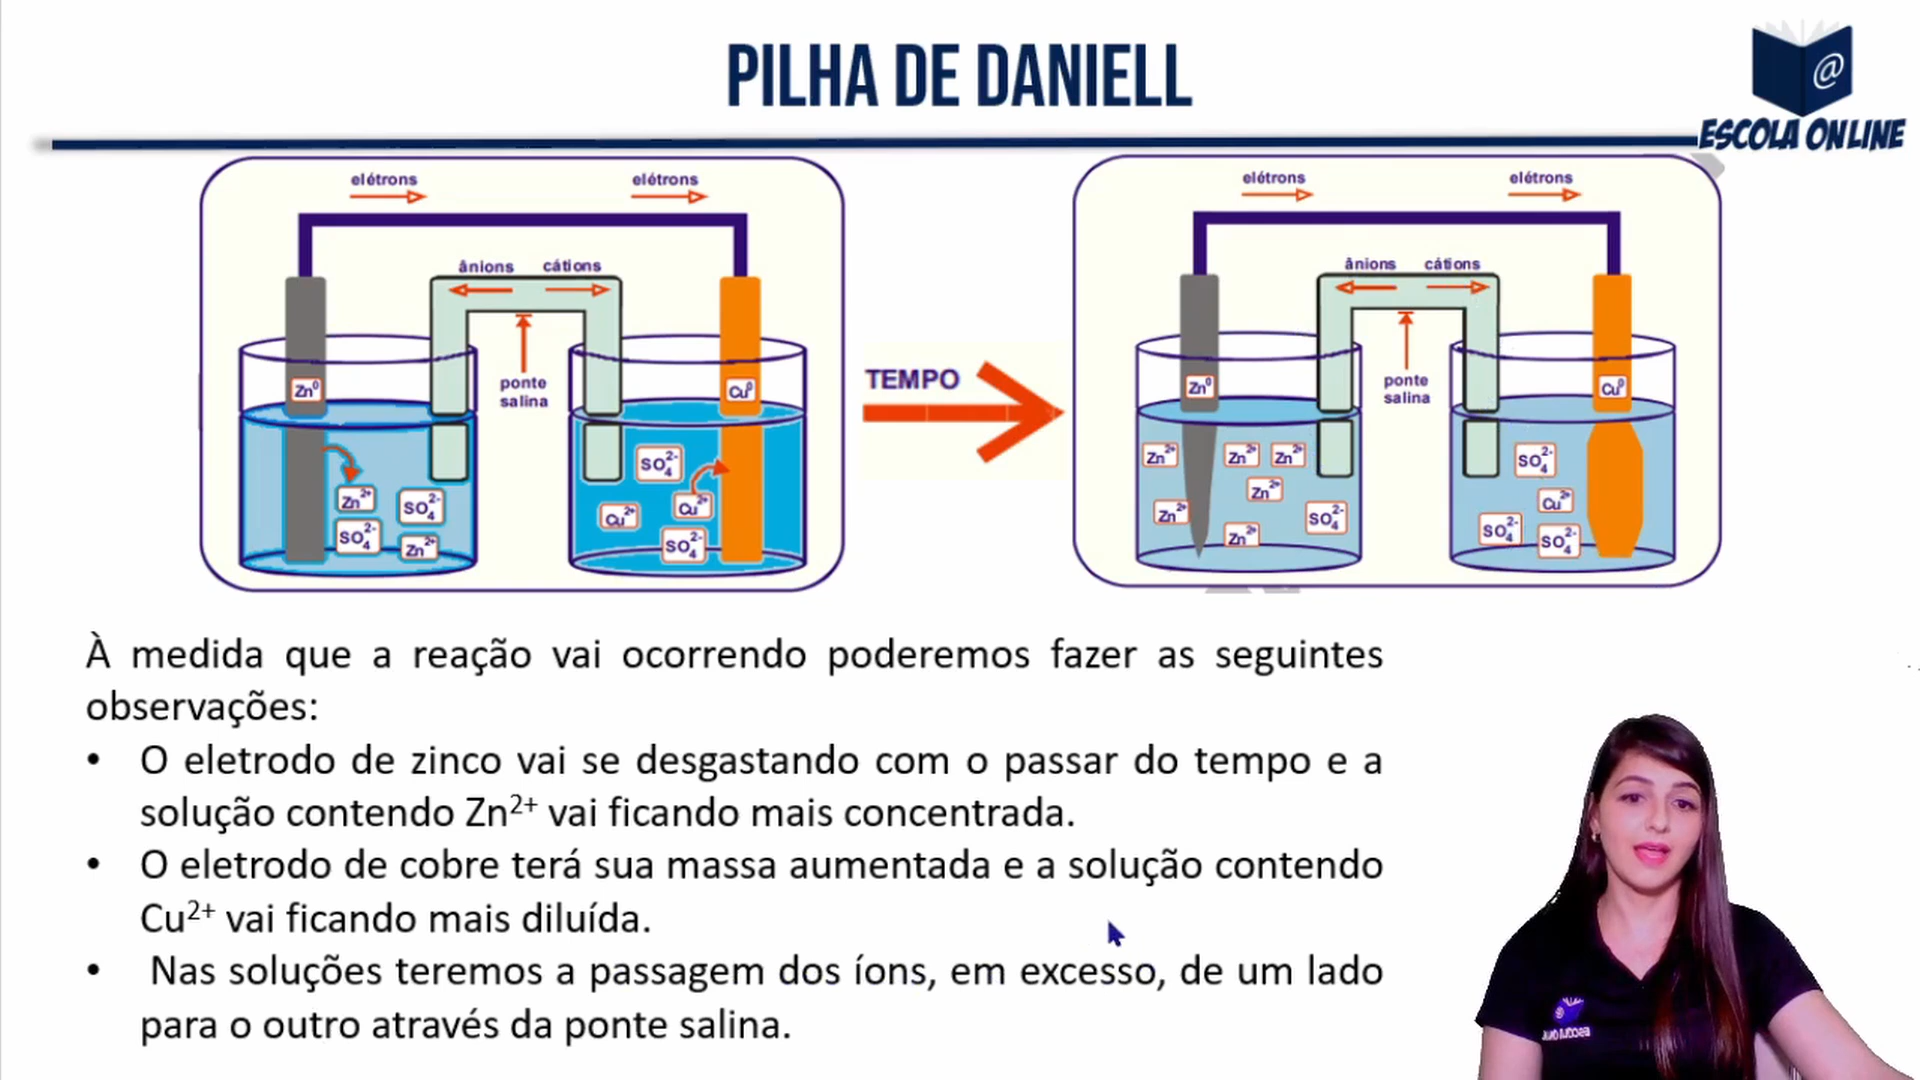 PILHA DE DANIELL
@
ESCOLA ONLINE
elétrons
elétrons
ânions
cátions
ponte
salina
Zn⁰
Cu⁰
Zn²⁺
SO₄²⁻
SO₄²⁻
Zn²⁺
SO₄²⁻
Cu²⁺
Cu²⁺
SO₄²⁻
TEMPO
elétrons
elétrons
ânions
cátions
ponte
salina
Zn⁰
Cu⁰
Zn²⁺
Zn²⁺
Zn²⁺
Zn²⁺
Zn²⁺
SO₄²⁻
Zn²⁺
SO₄²⁻
Cu²⁺
SO₄²⁻
SO₄²⁻
À medida que a reação vai ocorrendo poderemos fazer as seguintes
observações:
• O eletrodo de zinco vai se desgastando com o passar do tempo e a
solução contendo Zn²⁺ vai ficando mais concentrada.
• O eletrodo de cobre terá sua massa aumentada e a solução contendo
Cu²⁺ vai ficando mais diluída.
• Nas soluções teremos a passagem dos íons, em excesso, de um lado
para o outro através da ponte salina.